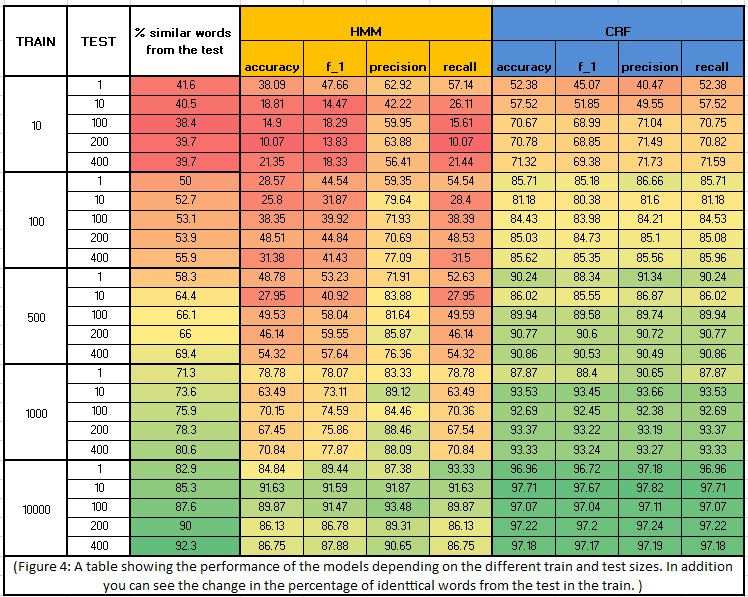 TRAIN TEST % similar words from the test HMM CRF
accuracy f_1 precision recall accuracy f_1 precision recall
10
1 41.6 38.09 47.66 62.92 57.14 52.38 45.07 40.47 52.38
10 40.5 18.81 14.47 42.22 26.11 57.52 51.85 49.55 57.52
100 38.4 14.9 18.29 59.95 15.61 70.67 68.99 71.04 70.75
200 39.7 10.07 13.83 63.88 10.07 70.78 68.85 71.49 70.82
400 39.7 21.35 18.33 56.41 21.44 71.32 69.38 71.73 71.59
100
1 50 28.57 44.54 59.35 54.54 85.71 85.18 86.66 85.71
10 52.7 25.8 31.87 79.64 28.4 81.18 80.38 81.6 81.18
100 53.1 38.35 39.92 71.93 38.39 84.43 83.98 84.21 84.53
200 53.9 48.51 44.84 70.69 48.53 85.03 84.73 85.1 85.08
400 55.9 31.38 41.43 77.09 31.5 85.62 85.35 85.56 85.96
500
1 58.3 48.78 53.23 71.91 52.63 90.24 88.34 91.34 90.24
10 64.4 27.95 40.92 83.88 27.95 86.02 85.55 86.87 86.02
100 66.1 49.53 58.04 81.64 49.59 89.94 89.58 89.74 89.94
200 66 46.14 59.55 85.87 46.14 90.77 90.6 90.72 90.77
400 69.4 54.32 57.64 76.36 54.32 90.86 90.53 90.49 90.86
1000
1 71.3 78.78 78.07 83.33 78.78 87.87 88.4 90.65 87.87
10 73.6 63.49 73.11 89.12 63.49 93.53 93.45 93.66 93.53
100 75.9 70.15 74.59 84.46 70.36 92.69 92.45 92.38 92.69
200 78.3 67.45 75.86 88.46 67.54 93.37 93.22 93.19 93.37
400 80.6 70.84 77.87 88.09 70.84 93.33 93.24 93.27 93.33
10000
1 82.9 84.84 89.44 87.38 93.33 96.96 96.72 97.18 96.96
10 85.3 91.63 91.59 91.87 91.63 97.71 97.67 97.82 97.71
100 87.6 89.87 91.47 93.48 89.87 97.07 97.04 97.11 97.07
200 90 86.13 86.78 89.31 86.13 97.22 97.2 97.24 97.22
400 92.3 86.75 87.88 90.65 86.75 97.18 97.17 97.19 97.18
(Figure 4: A table showing the performance of the models depending on the different train and test sizes. In addition
you can see the change in the percentage of identtical words from the test in the train. )